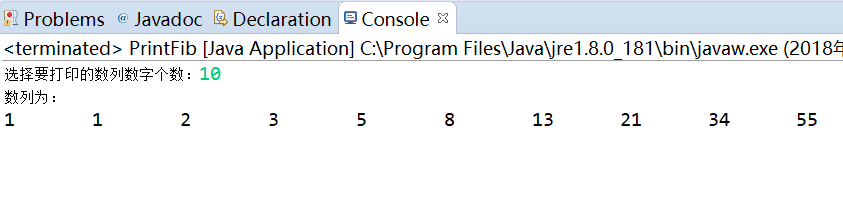 Problems @ Javadoc Declaration Console
<terminated> PrintFib [Java Application] C:\Program Files\Java\jre1.8.0_181\bin\javaw.exe (2018年
选择要打印的数列数字个数：10
数列为：
1 1 2 3 5 8 13 21 34 55